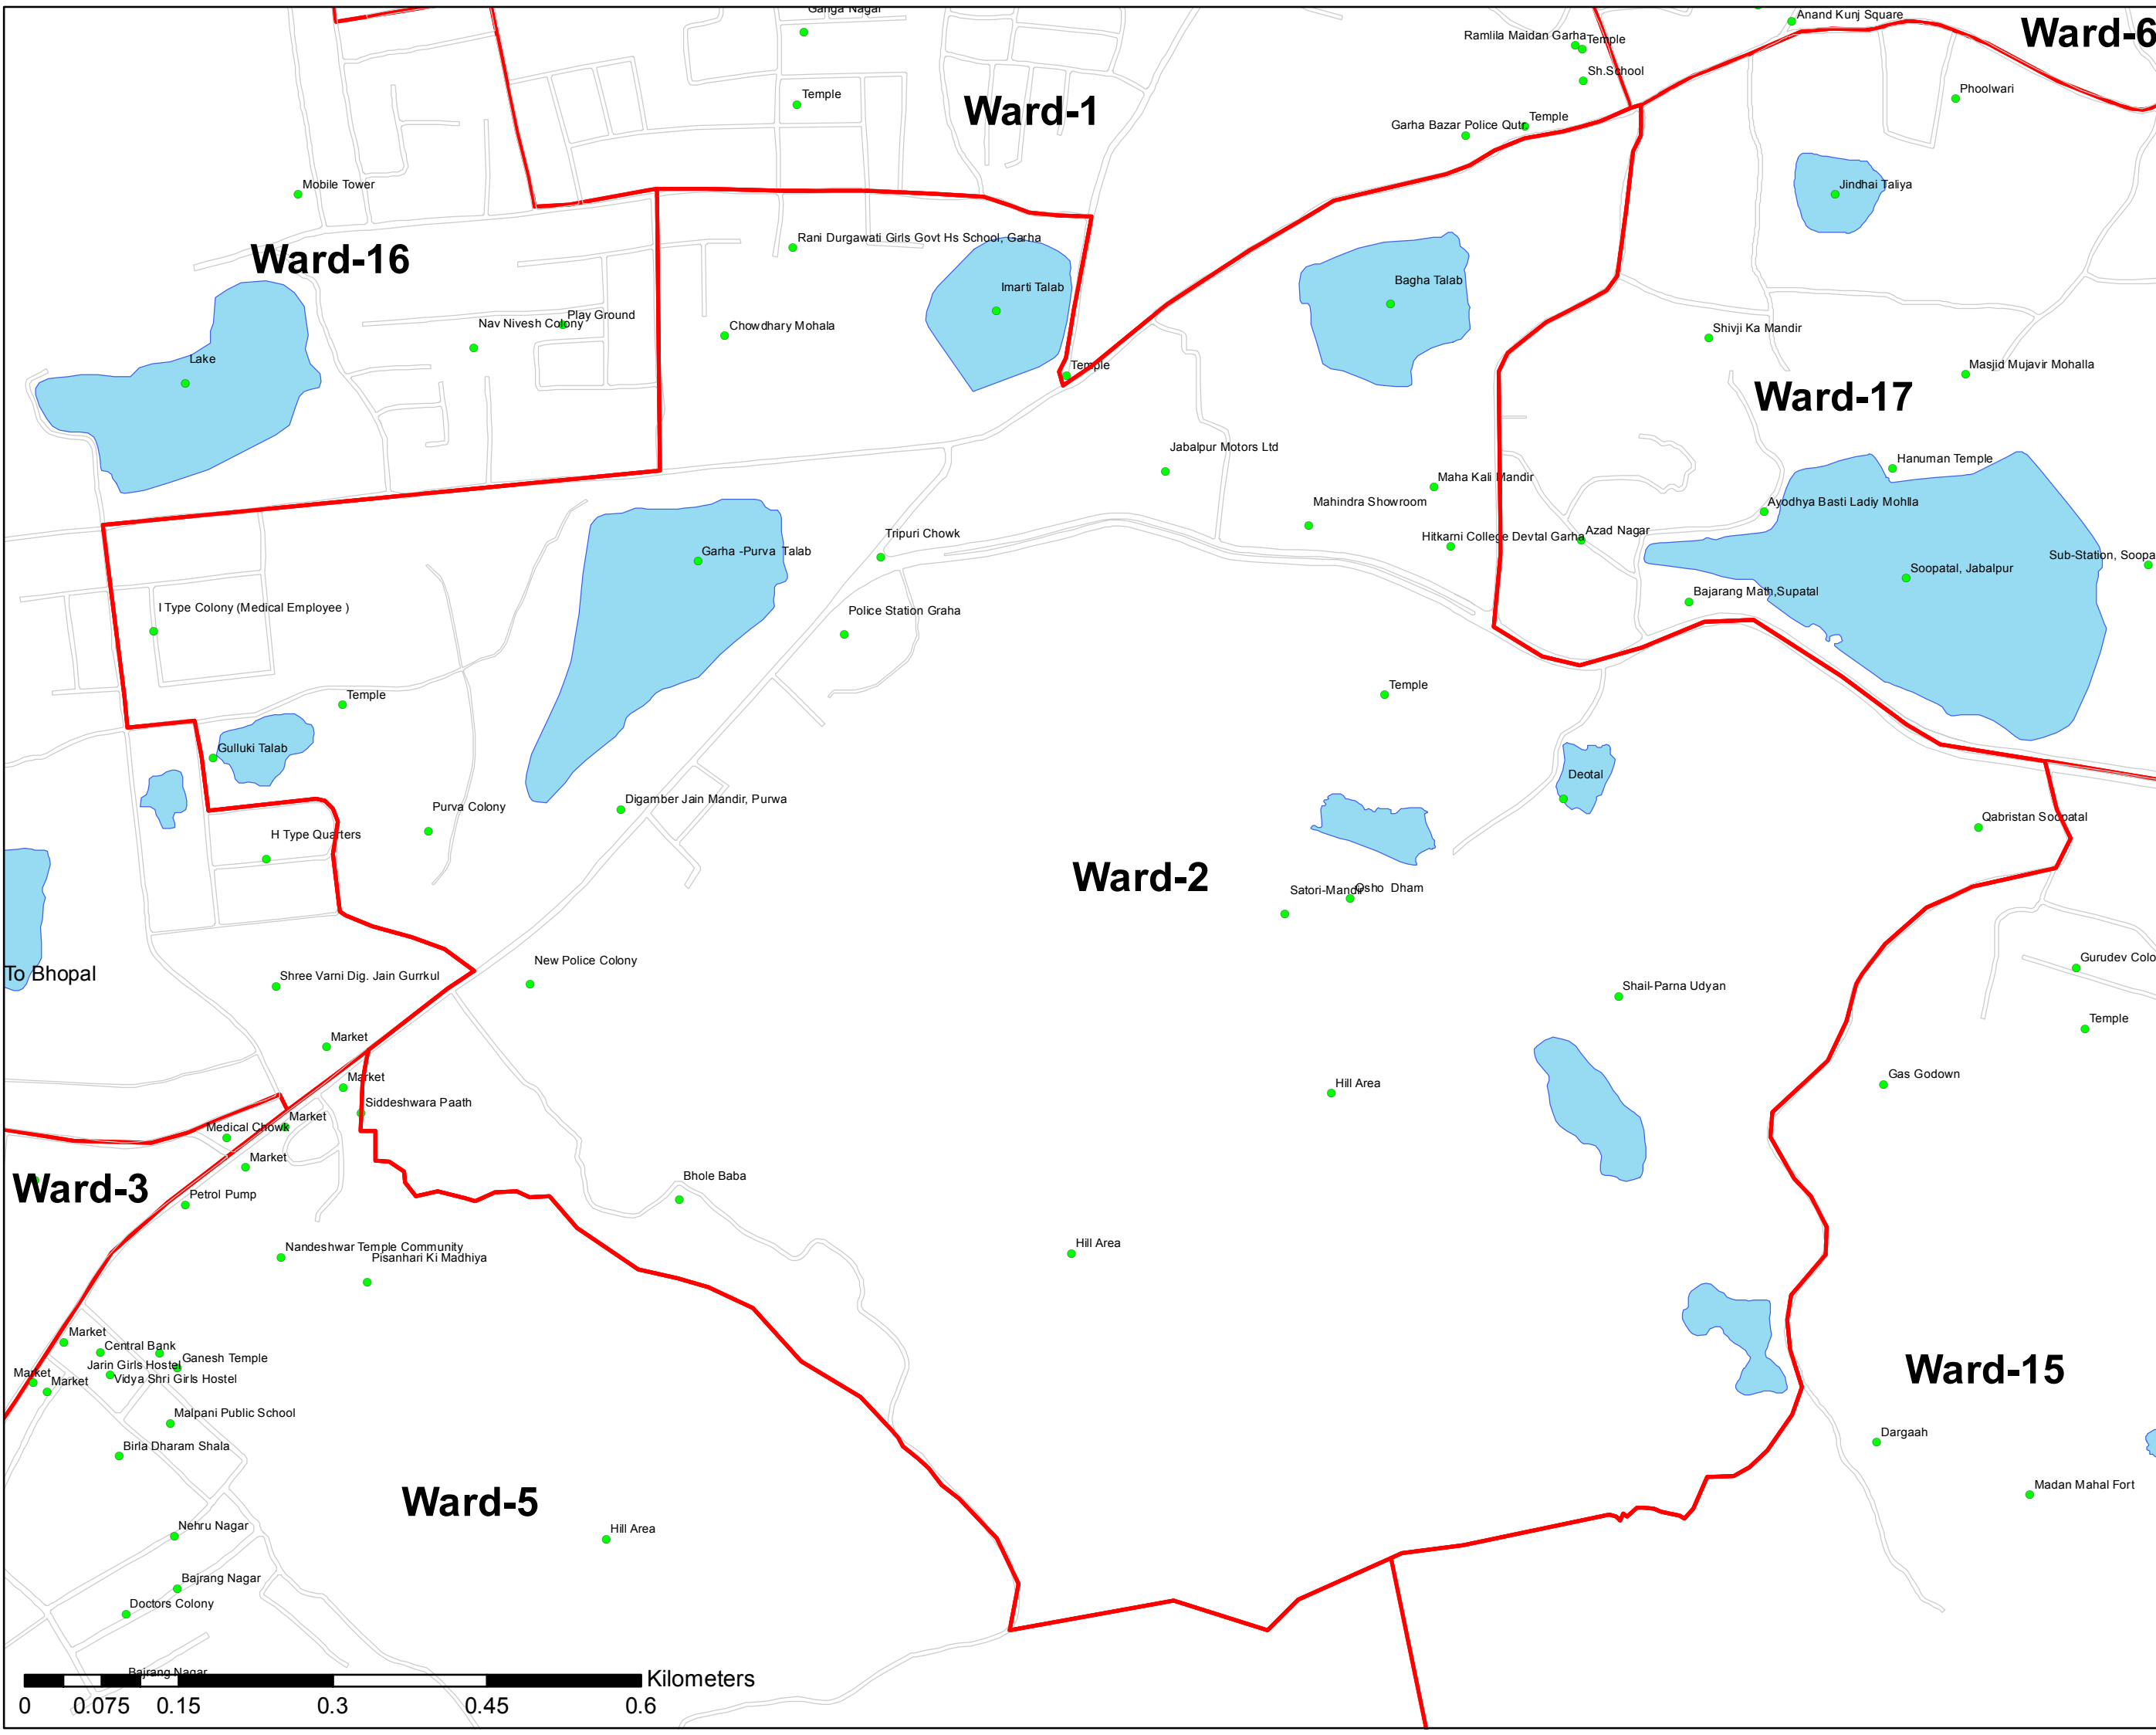 Ganga Nagar
Anand Kunj Square
Ward-6
Ramlila Maidan Garha
Temple
Sh.School
Phoolwari
Temple
Ward-1
Garha Bazar Police Qutr
Temple
Mobile Tower
Jindhai Taliya
Rani Durgawati Girls Govt Hs School, Garha
Ward-16
Imarti Talab
Bagha Talab
Play Ground
Nav Nivesh Colony
Chowdhary Mohala
Shivji Ka Mandir
Lake
Temple
Masjid Mujavir Mohalla
Ward-17
Jabalpur Motors Ltd
Hanuman Temple
Maha Kali Mandir
Mahindra Showroom
Ayodhya Basti Ladiy Mohlla
Tripuri Chowk
Hitkarni College Devtal Garha
Azad Nagar
Garha -Purva Talab
Sub-Station, Soopa
Soopatal, Jabalpur
Bajarang Math,Supatal
I Type Colony (Medical Employee )
Police Station Graha
Temple
Temple
Gulluki Talab
Deotal
Digamber Jain Mandir, Purwa
Purva Colony
Qabristan Soopatal
H Type Quarters
Ward-2
Satori-Mandir
Osho Dham
New Police Colony
Gurudev Colo
To Bhopal
Shree Varni Dig. Jain Gurrkul
Shail-Parna Udyan
Temple
Market
Gas Godown
Market
Hill Area
Siddeshwara Paath
Market
Medical Chowk
Market
Ward-3
Bhole Baba
Petrol Pump
Hill Area
Nandeshwar Temple Community
Pisanhari Ki Madhiya
Market
Central Bank
Ganesh Temple
Jarin Girls Hostel
Market
Vidya Shri Girls Hostel
Market
Ward-15
Malpani Public School
Dargaah
Birla Dharam Shala
Madan Mahal Fort
Ward-5
Nehru Nagar
Hill Area
Bajrang Nagar
Doctors Colony
Bajrang Nagar
Kilometers
0 0.075 0.15 0.3 0.45 0.6